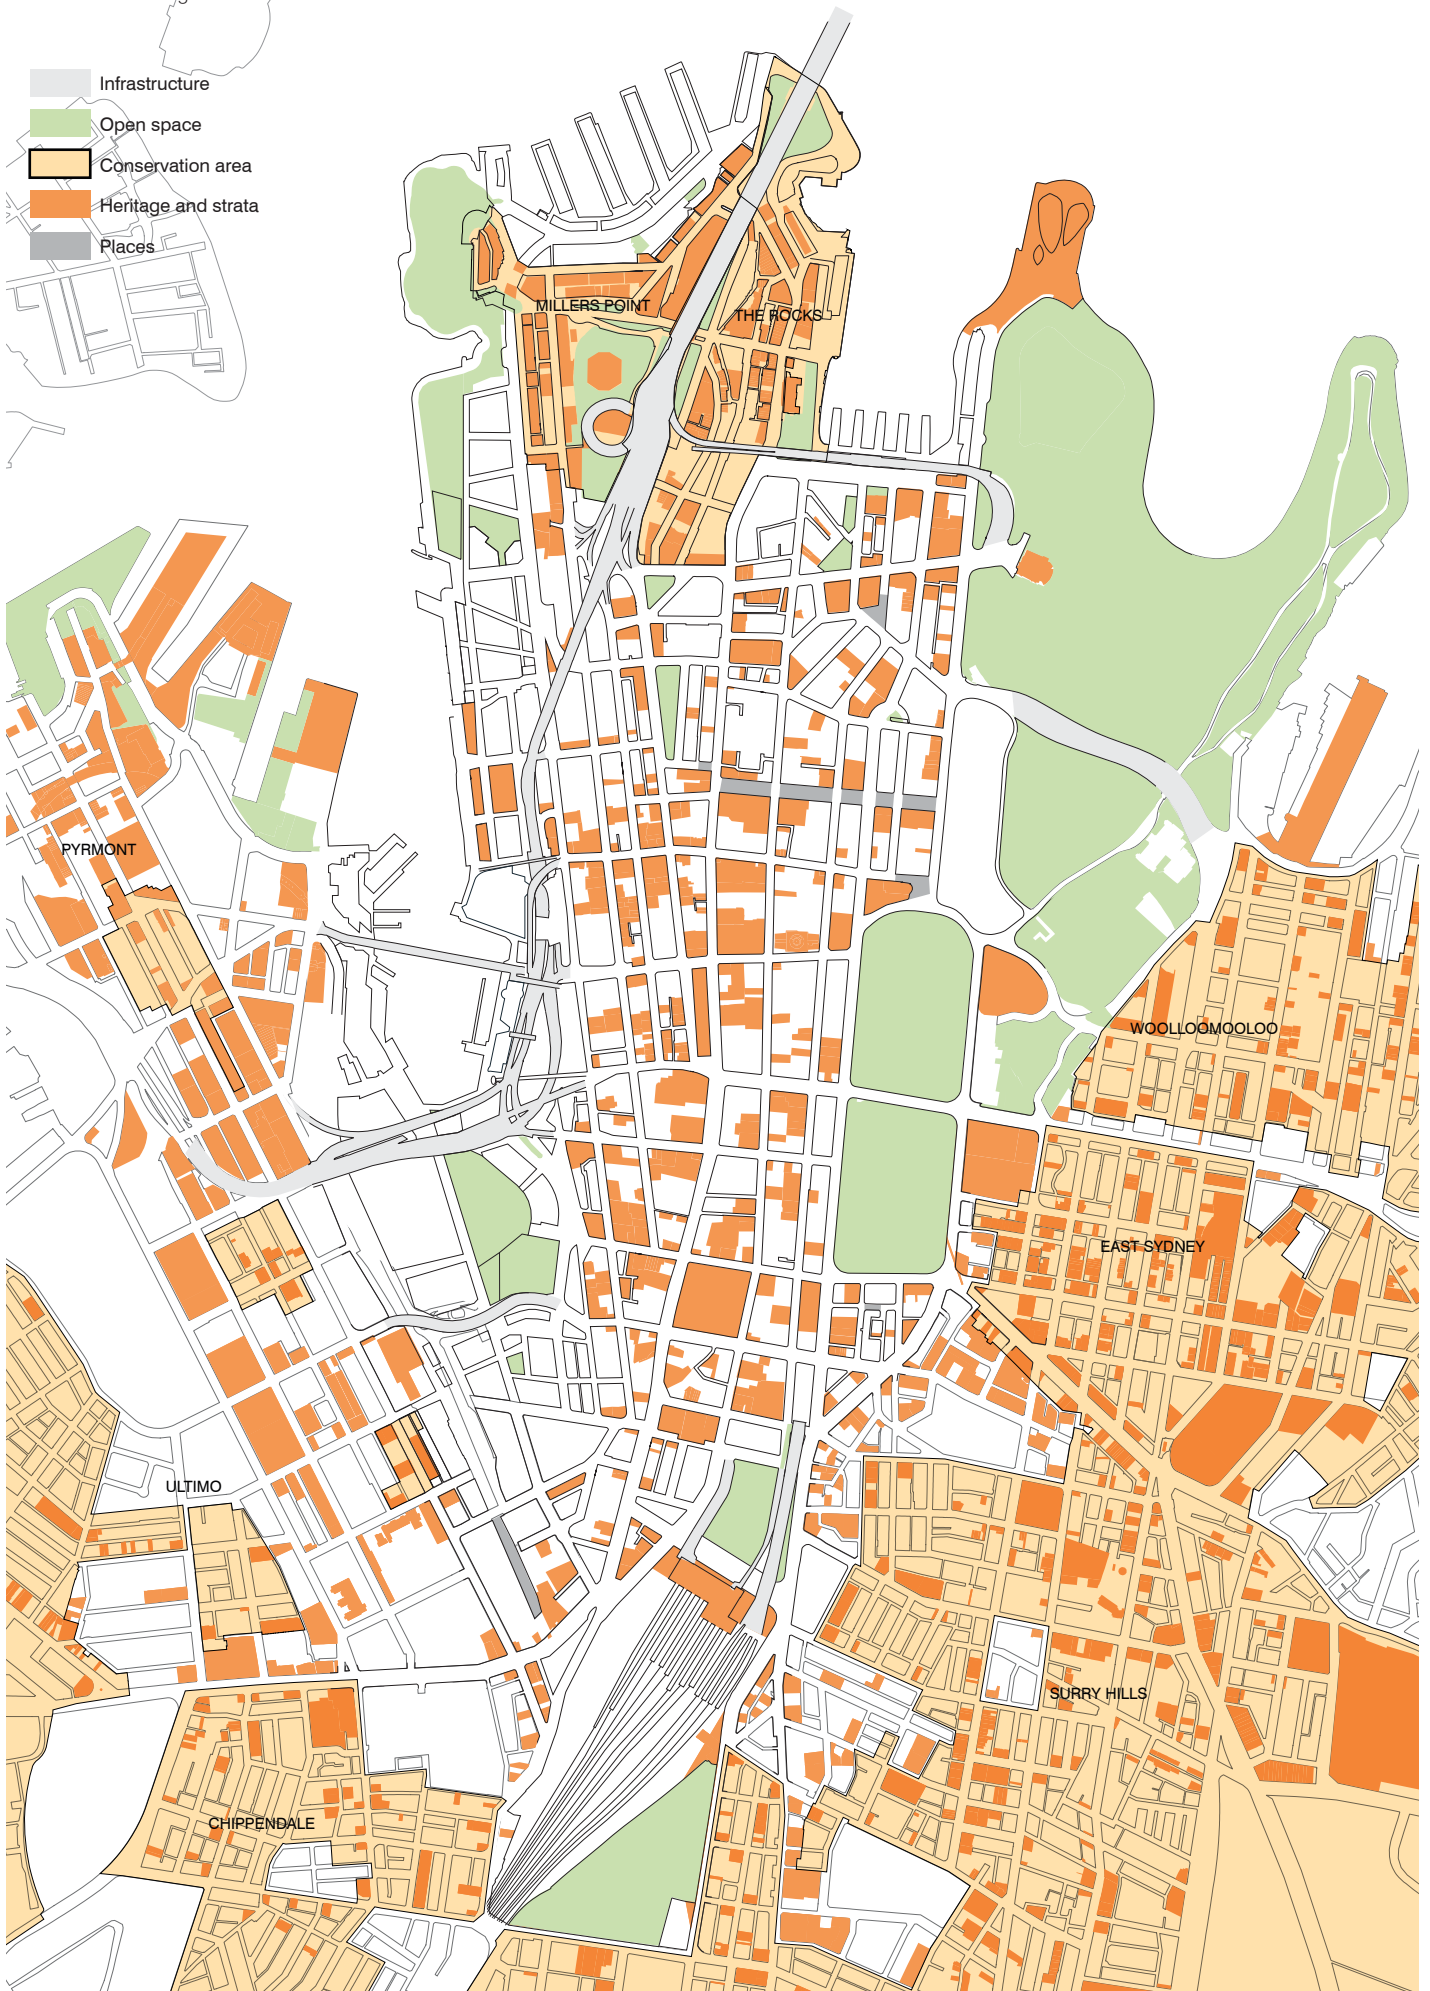 Infrastructure
Open space
Conservation area
Heritage and strata
Places
MILLERS POINT
THE ROCKS
PYRMONT
WOOLLOOMOOLOO
EAST SYDNEY
ULTIMO
SURRY HILLS
CHIPPENDALE